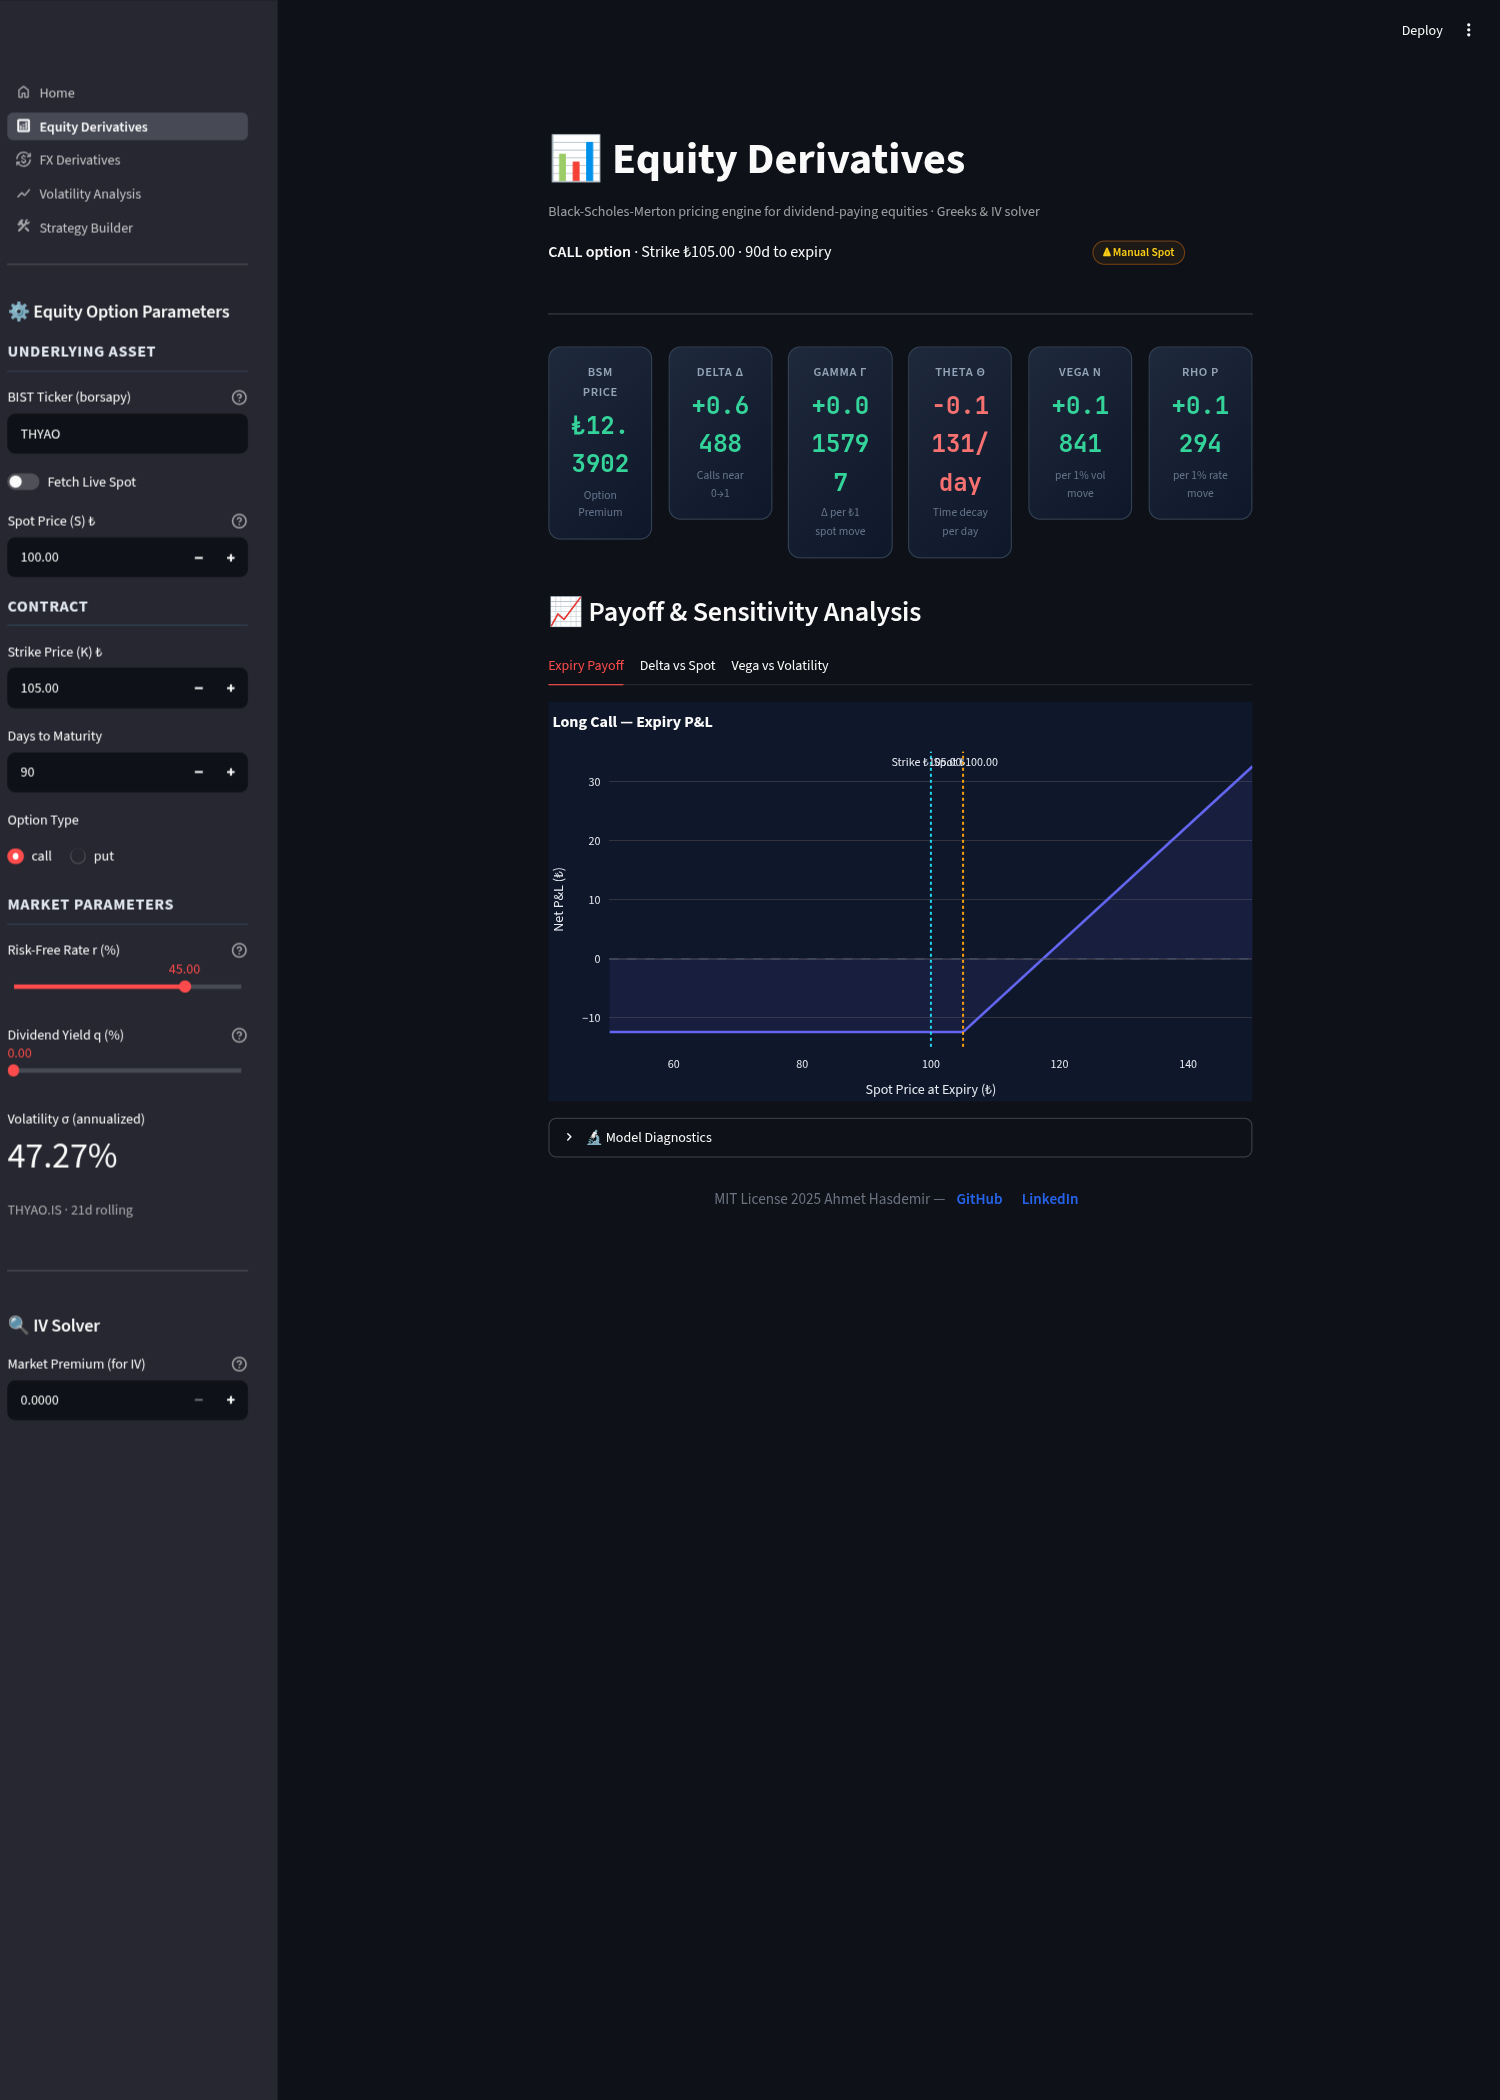 Deploy
Home
Equity Derivatives
FX Derivatives
Volatility Analysis
Strategy Builder
⚙️ Equity Option Parameters
UNDERLYING ASSET
BIST Ticker (borsapy)
THYAO
Fetch Live Spot
Spot Price (S) ₺
100.00
CONTRACT
Strike Price (K) ₺
105.00
Days to Maturity
90
Option Type
call put
MARKET PARAMETERS
Risk-Free Rate r (%)
45.00
Dividend Yield q (%)
0.00
Volatility σ (annualized)
47.27%
THYAO.IS · 21d rolling
🔍 IV Solver
Market Premium (for IV)
0.0000
📊 Equity Derivatives
Black-Scholes-Merton pricing engine for dividend-paying equities · Greeks & IV solver
CALL option · Strike ₺105.00 · 90d to expiry
Manual Spot
BSM
PRICE
₺12.
3902
Option
Premium
DELTA Δ
+0.6
488
Calls near
0→1
GAMMA Γ
+0.0
1579
7
Δ per ₺1
spot move
THETA Θ
-0.1
131/
day
Time decay
per day
VEGA Ν
+0.1
841
per 1% vol
move
RHO Ρ
+0.1
294
per 1% rate
move
📈 Payoff & Sensitivity Analysis
Expiry Payoff Delta vs Spot Vega vs Volatility
Long Call — Expiry P&L
Strike ₺105.00
Spot ₺100.00
30
20
10
0
−10
Net P&L (₺)
60 80 100 120 140
Spot Price at Expiry (₺)
🔬 Model Diagnostics
MIT License 2025 Ahmet Hasdemir — GitHub LinkedIn